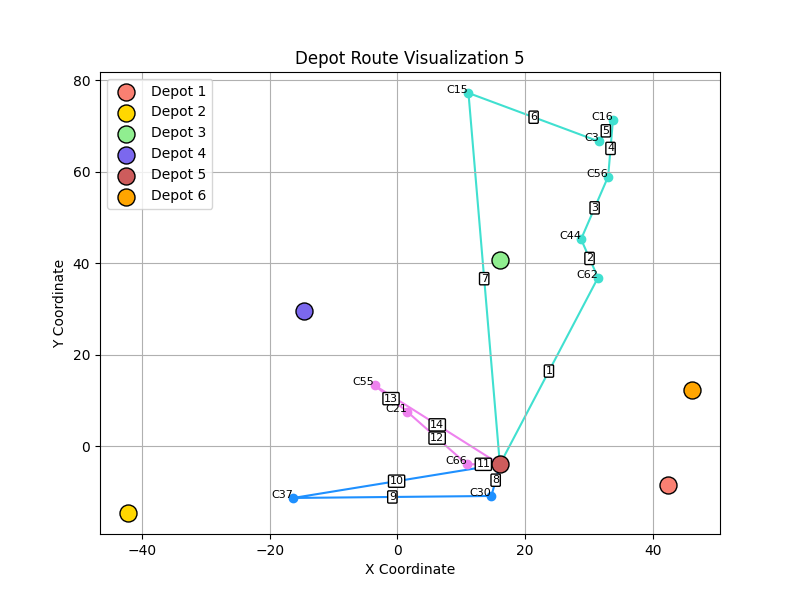 Depot Route Visualization 5
Depot 1
Depot 2
Depot 3
Depot 4
Depot 5
Depot 6
80
60
40
20
0
Y Coordinate
C15
6
C16
5
C3
4
C56
3
C44
2
C62
7
1
C55
13
C21
14
12
C66
11
8
10
C37
9
C30
−40
−20
0
20
40
X Coordinate